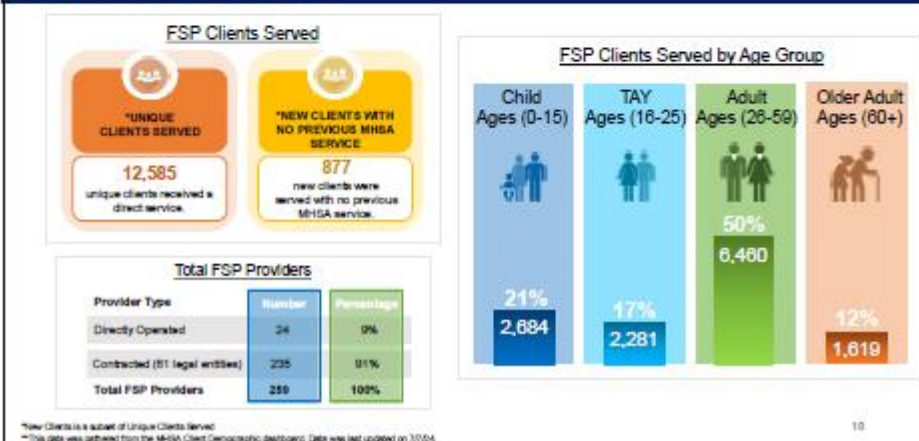 FSP Clients Served
*UNIQUE
CLIENTS SERVED
12,585
unique clients received a
direct service.
*NEW CLIENTS WITH
NO PREVIOUS MHSA
SERVICE
877
new clients were
served with no previous
MHSA service.
Total FSP Providers
Provider Type Number Percentage
Directly Operated 24 9%
Contracted (61 legal entities) 235 91%
Total FSP Providers 259 100%
FSP Clients Served by Age Group
Child
Ages (0-15)
21%
2,684
TAY
Ages (16-25)
17%
2,281
Adult
Ages (26-59)
50%
6,460
Older Adult
Ages (60+)
12%
1,619
*New Clients is a subset of Unique Clients Served
**This data was gathered from the MHSA Client Demographic dashboard. Data was last updated on 7/7/24.
10